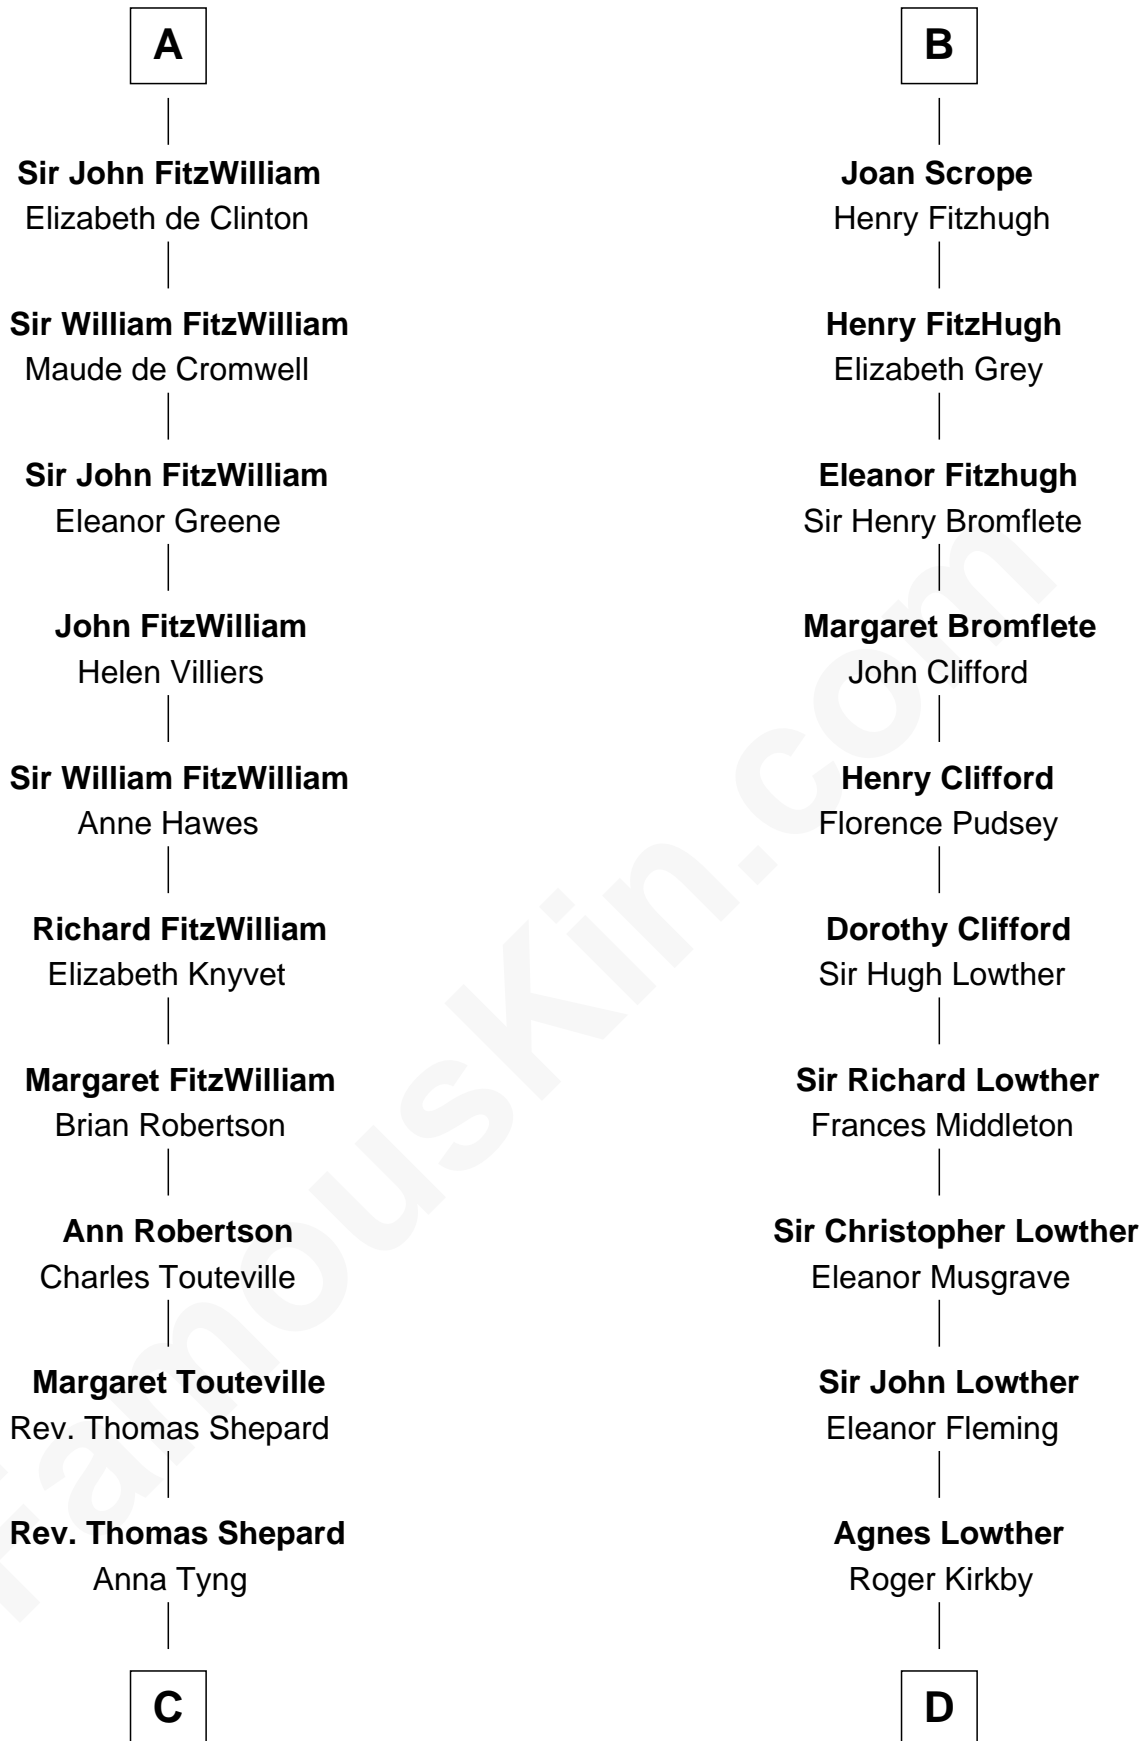 A
Sir John FitzWilliam
Elizabeth de Clinton
Sir William FitzWilliam
Maude de Cromwell
Sir John FitzWilliam
Eleanor Greene
John FitzWilliam
Helen Villiers
Sir William FitzWilliam
Anne Hawes
Richard FitzWilliam
Elizabeth Knyvet
Margaret FitzWilliam
Brian Robertson
Ann Robertson
Charles Touteville
Margaret Touteville
Rev. Thomas Shepard
Rev. Thomas Shepard
Anna Tyng
C
B
Joan Scrope
Henry Fitzhugh
Henry FitzHugh
Elizabeth Grey
Eleanor Fitzhugh
Sir Henry Bromflete
Margaret Bromflete
John Clifford
Henry Clifford
Florence Pudsey
Dorothy Clifford
Sir Hugh Lowther
Sir Richard Lowther
Frances Middleton
Sir Christopher Lowther
Eleanor Musgrave
Sir John Lowther
Eleanor Fleming
Agnes Lowther
Roger Kirkby
D
FamousKin.com